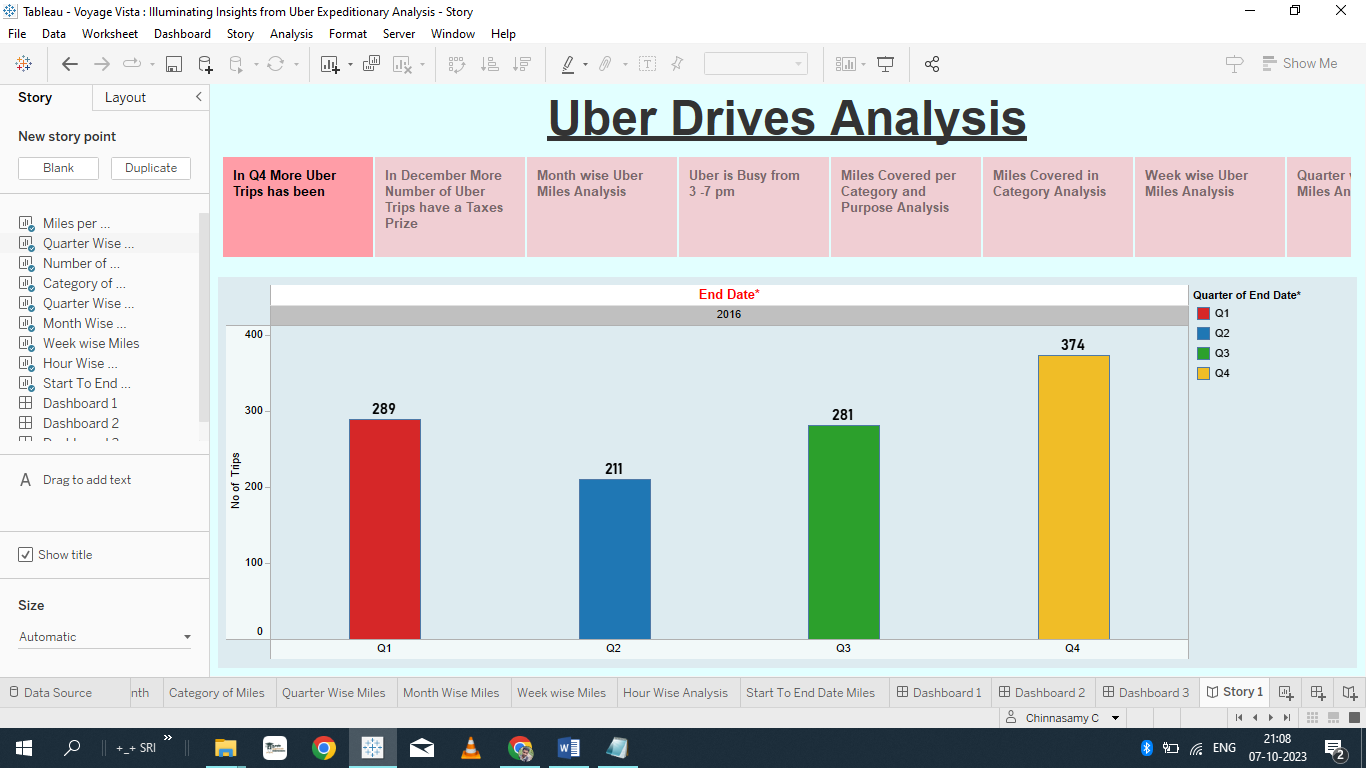 Tableau - Voyage Vista : Illuminating Insights from Uber Expeditionary Analysis - Story
File Data Worksheet Dashboard Story Analysis Format Server Window Help
Show Me
Story Layout
New story point
Blank Duplicate
Miles per ...
Quarter Wise ...
Number of ...
Category of ...
Quarter Wise ...
Month Wise ...
Week wise Miles
Hour Wise ...
Start To End ...
Dashboard 1
Dashboard 2
A Drag to add text
Show title
Size
Automatic
Uber Drives Analysis
In Q4 More Uber
Trips has been
In December More
Number of Uber
Trips have a Taxes
Prize
Month wise Uber
Miles Analysis
Uber is Busy from
3 -7 pm
Miles Covered per
Category and
Purpose Analysis
Miles Covered in
Category Analysis
Week wise Uber
Miles Analysis
Quarter
Miles An
End Date*
2016
No of Trips
400
300
200
100
0
289
211
281
374
Q1 Q2 Q3 Q4
Quarter of End Date*
Q1
Q2
Q3
Q4
Data Source nth Category of Miles Quarter Wise Miles Month Wise Miles Week wise Miles Hour Wise Analysis Start To End Date Miles Dashboard 1 Dashboard 2 Dashboard 3 Story 1
Chinnasamy C
+_+ SRI
ENG
21:08
07-10-2023
2